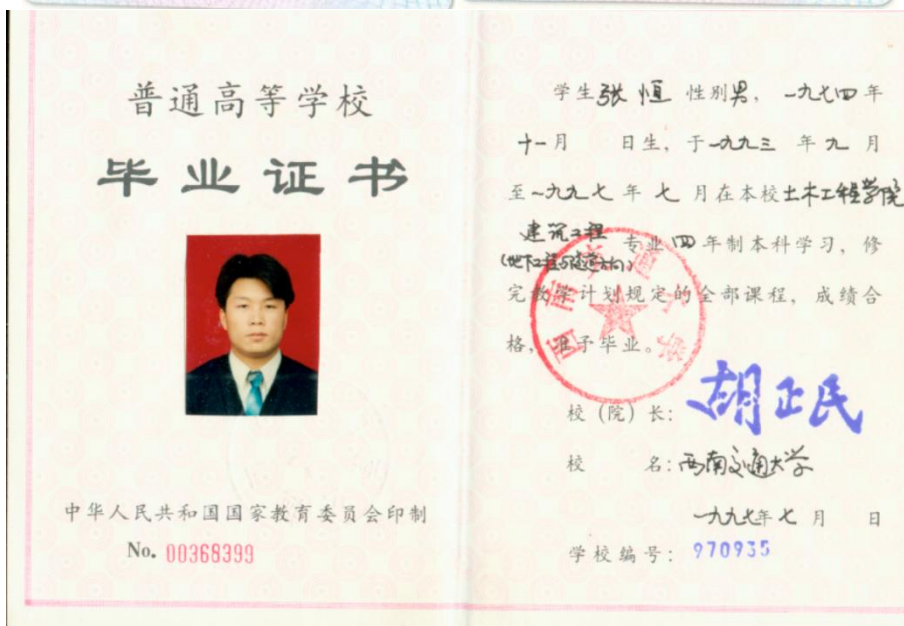 普通高等学校
毕业证书
中华人民共和国国家教育委员会印制
No. 00368399
学生张恒 性别男，一九七四年
十一月 日生，于一九九三 年 九 月
至一九九七 年 七 月在本校土木工程学院
建筑工程 专业 四 年制本科学习，修
完教学计划规定的全部课程，成绩合
格，准予毕业。
西南交通大学
校（院）长：胡正民
校 名：西南交通大学
一九九七年七 月 日
学校编号：970935